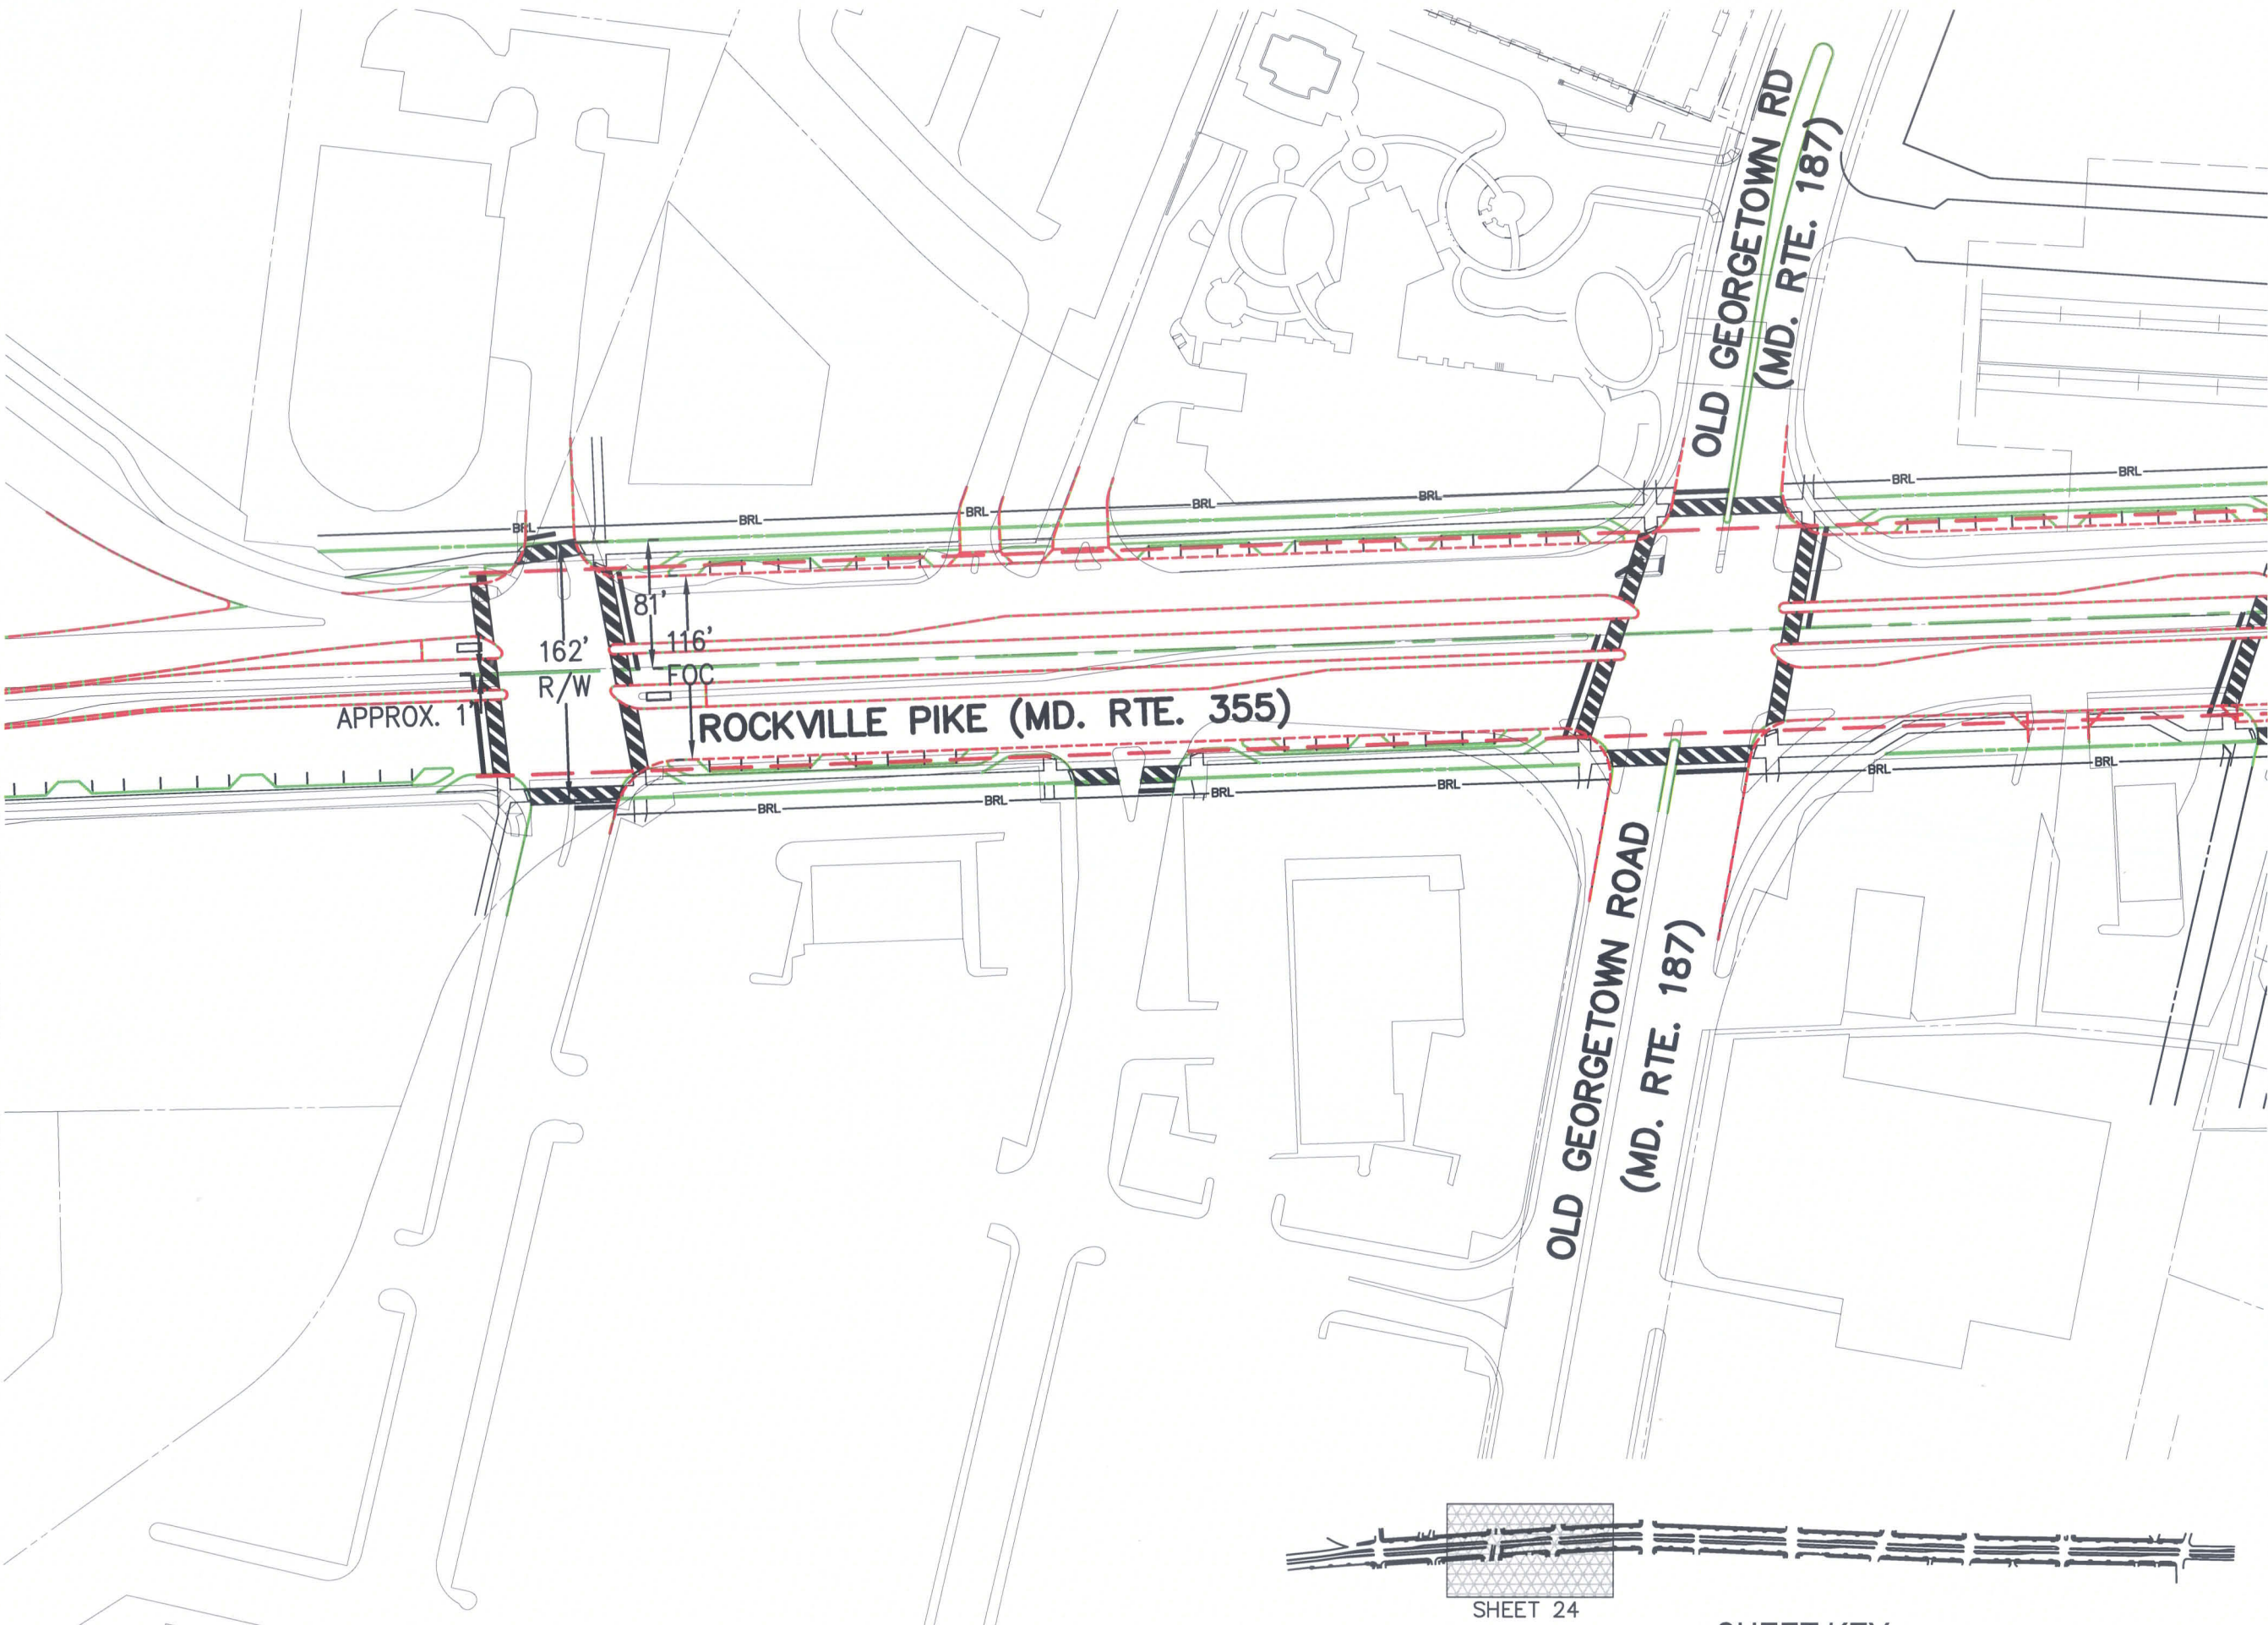 OLD GEORGETOWN RD
(MD. RTE. 187)
BRL
BRL
BRL
BRL
BRL
BRL
BRL
81'
162'
R/W
116'
FOC
APPROX. 1'
ROCKVILLE PIKE (MD. RTE. 355)
BRL
BRL
BRL
BRL
BRL
BRL
OLD GEORGETOWN ROAD
(MD. RTE. 187)
SHEET 24
SHEET KEY